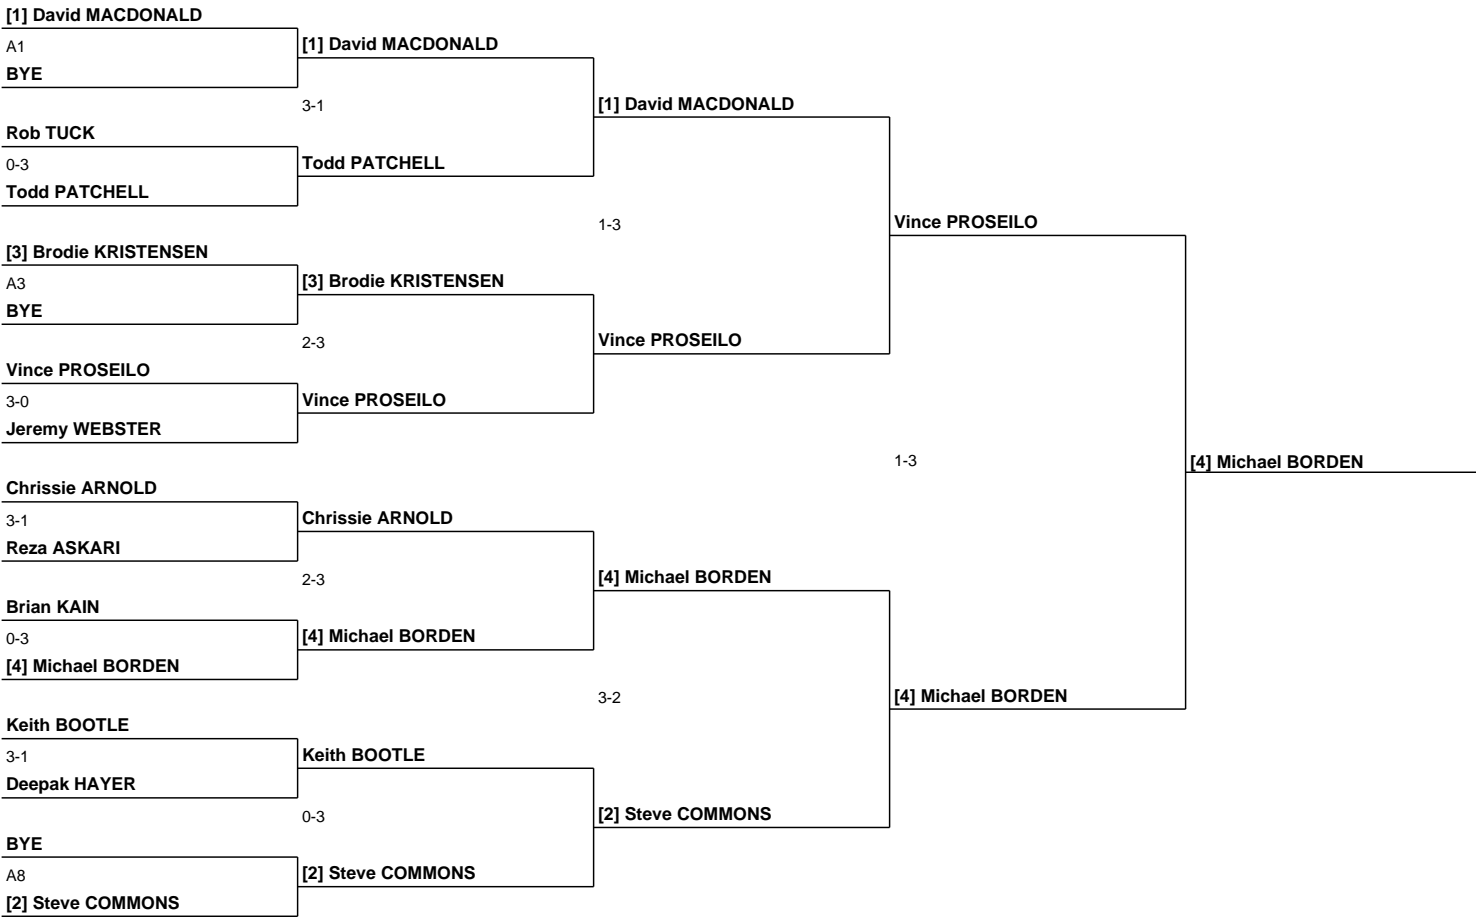 [1] David MACDONALD
A1
BYE
Rob TUCK
0-3
Todd PATCHELL
[3] Brodie KRISTENSEN
A3
BYE
Vince PROSEILO
3-0
Jeremy WEBSTER
Chrissie ARNOLD
3-1
Reza ASKARI
Brian KAIN
0-3
[4] Michael BORDEN
Keith BOOTLE
3-1
Deepak HAYER
BYE
A8
[2] Steve COMMONS
[1] David MACDONALD
3-1
Todd PATCHELL
[3] Brodie KRISTENSEN
2-3
Vince PROSEILO
Chrissie ARNOLD
2-3
[4] Michael BORDEN
Keith BOOTLE
0-3
[2] Steve COMMONS
[1] David MACDONALD
1-3
Vince PROSEILO
[4] Michael BORDEN
3-2
[2] Steve COMMONS
Vince PROSEILO
1-3
[4] Michael BORDEN
[4] Michael BORDEN